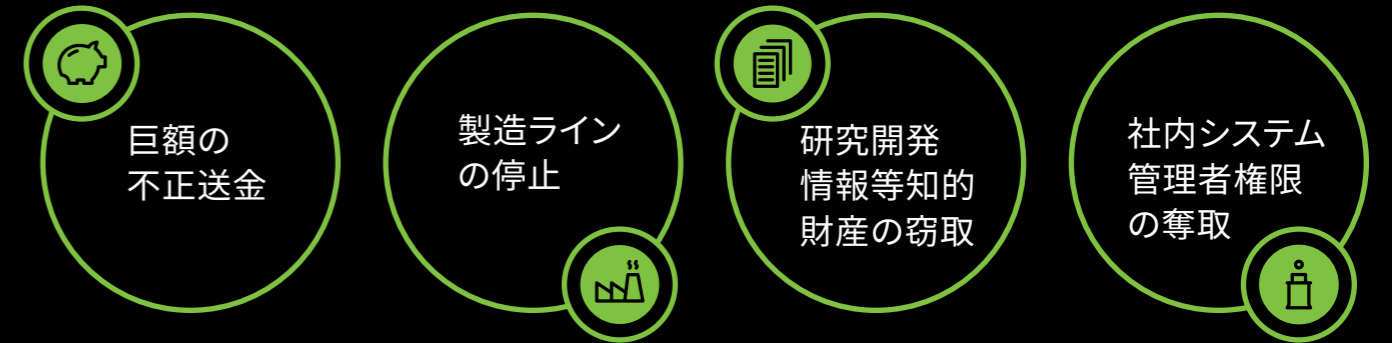 巨額の
不正送金
製造ライン
の停止
研究開発
情報等知的
財産の窃取
社内システム
管理者権限
の奪取